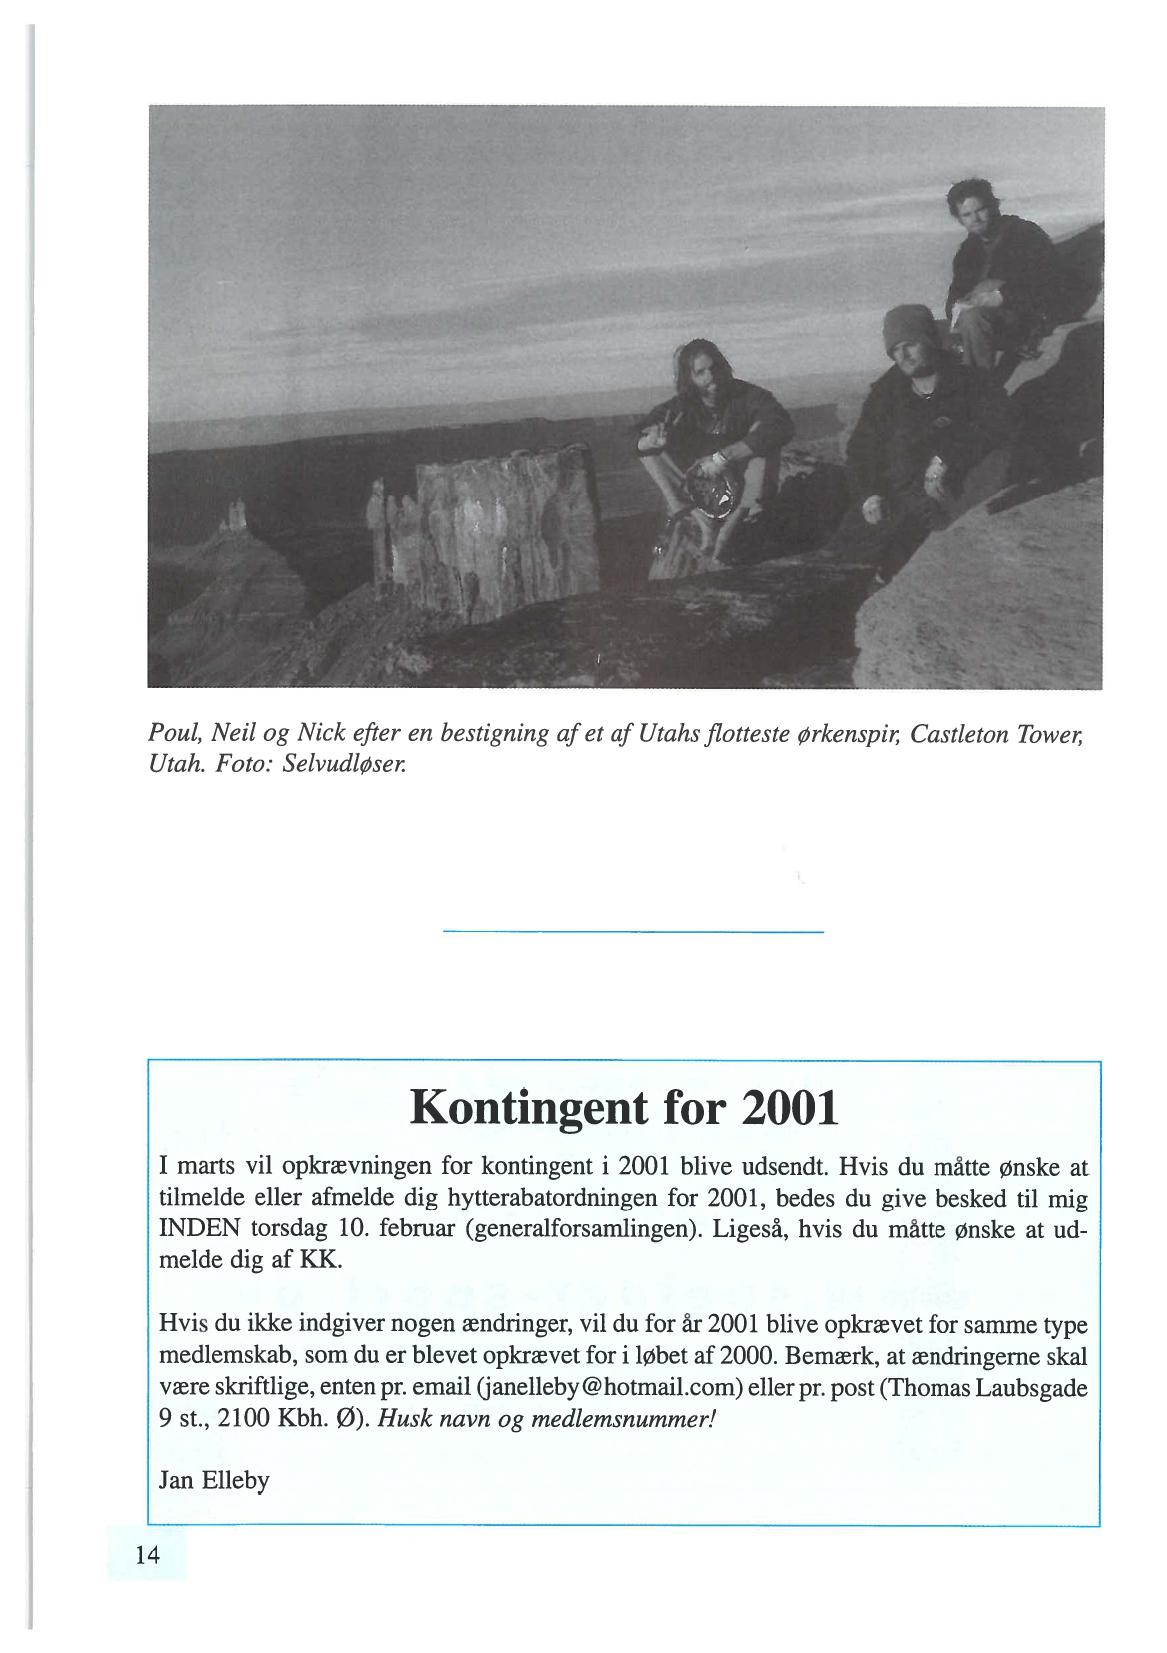 Poul, Neil og Nick efter en bestigning af et af Utahs flotteste ørkenspir, Castleton Tower,
Utah. Foto: Selvudløser.
Kontingent for 2001
I marts vil opkrævningen for kontingent i 2001 blive udsendt. Hvis du måtte ønske at
tilmelde eller afmelde dig hytterabatordningen for 2001, bedes du give besked til mig
INDEN torsdag 10. februar (generalforsamlingen). Ligeså, hvis du måtte ønske at ud-
melde dig af KK.
Hvis du ikke indgiver nogen ændringer, vil du for år 2001 blive opkrævet for samme type
medlemskab, som du er blevet opkrævet for i løbet af 2000. Bemærk, at ændringerne skal
være skriftlige, enten pr. email (janelleby@hotmail.com) eller pr. post (Thomas Laubsgade
9 st., 2100 Kbh. Ø). Husk navn og medlemsnummer!
Jan Elleby
14